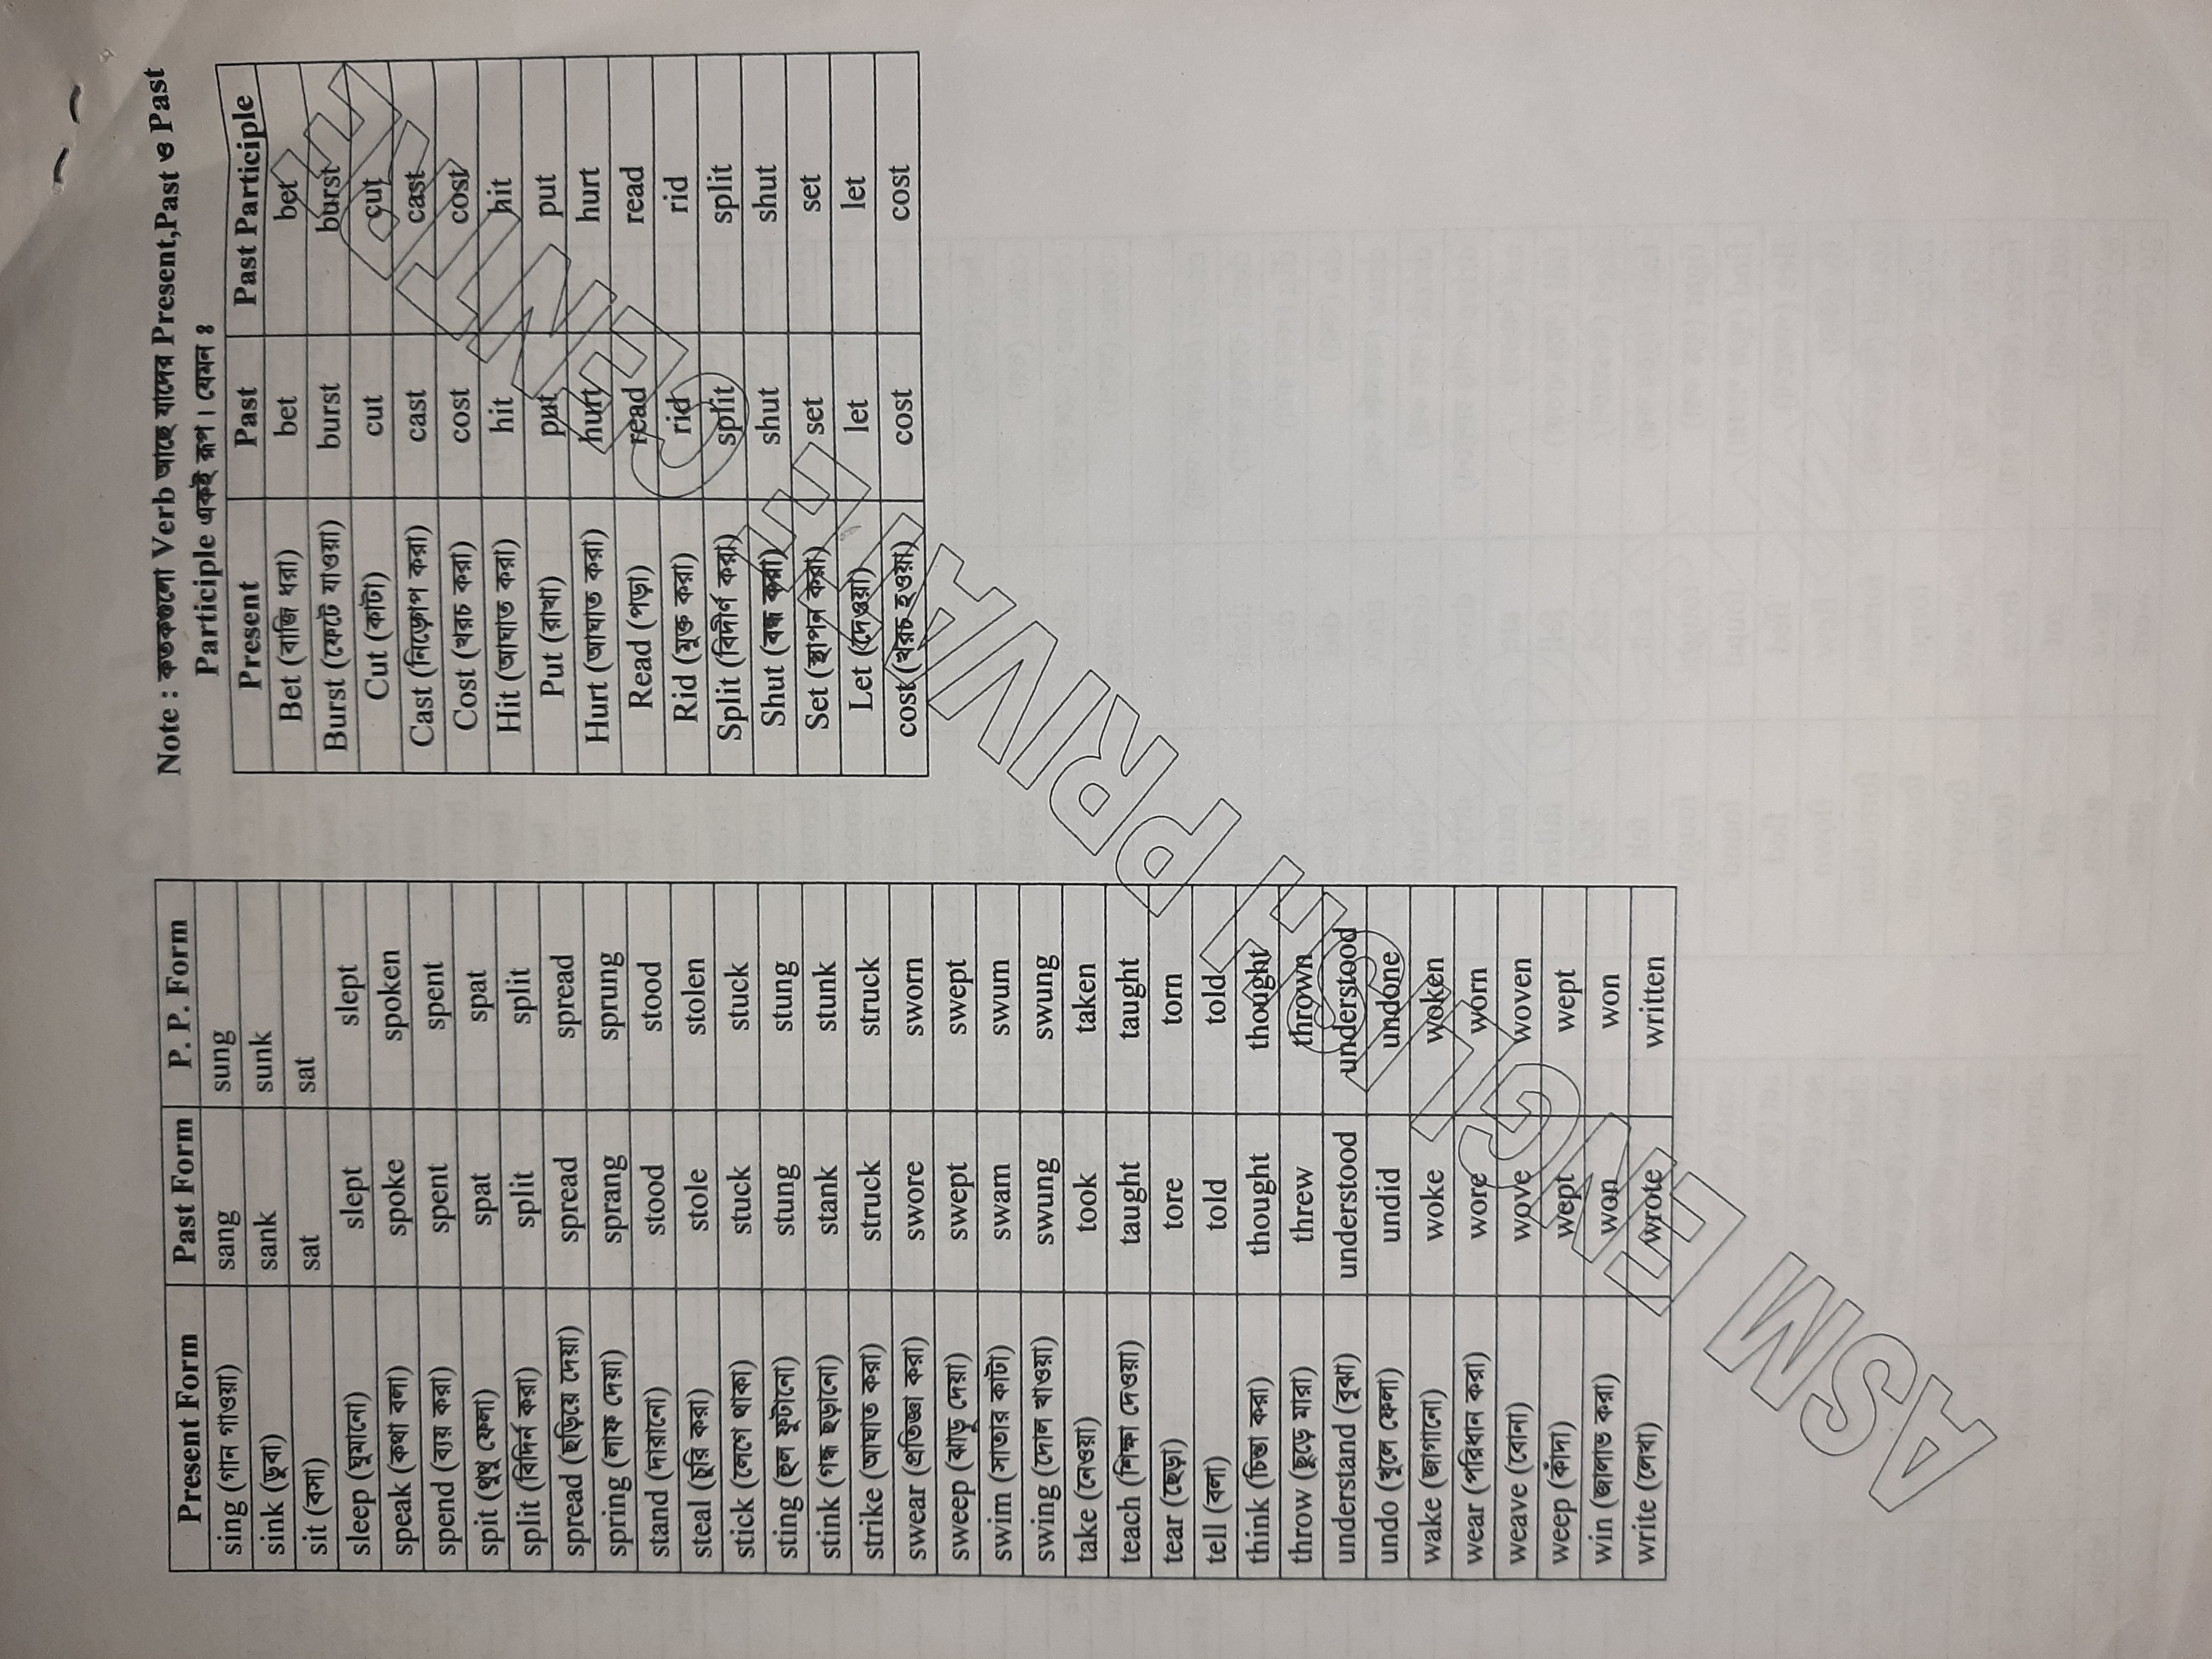 Present Form Past Form P. P. Form
sing (গান গাওয়া) sang sung
sink (ডুবা) sank sunk
sit (বসা) sat sat
sleep (ঘুমানো) slept slept
speak (কথা বলা) spoke spoken
spend (ব্যয় করা) spent spent
spit (থুথু ফেলা) spat spat
split (বিদির্ন করা) split split
spread (ছড়িয়ে দেয়া) spread spread
spring (লাফ দেয়া) sprang sprung
stand (দারানো) stood stood
steal (চুরি করা) stole stolen
stick (লেগে থাকা) stuck stuck
sting (হুল ফুটানো) stung stung
stink (গন্ধ ছড়ানো) stank stunk
strike (আঘাত করা) struck struck
swear (প্রতিজ্ঞা করা) swore sworn
sweep (ঝাড়ু দেয়া) swept swept
swim (সাতার কাটা) swam swum
swing (দোল খাওয়া) swung swung
take (নেওয়া) took taken
teach (শিক্ষা দেওয়া) taught taught
tear (ছেড়া) tore torn
tell (বলা) told told
think (চিন্তা করা) thought thought
throw (ছুড়ে মারা) threw thrown
understand (বুঝা) understood understood
undo (খুলে ফেলা) undid undone
wake (জাগানো) woke woken
wear (পরিধান করা) wore worn
weave (বোনা) wove woven
weep (কাঁদা) wept wept
win (জালাভ করা) won won
write (লেখা) wrote written
Note : কতকগুলো Verb আছে যাদের Present,Past ও Past
Participle একই রূপ। যেমন ঃ
Present Past Past Participle
Bet (বাজি ধরা) bet bet
Burst (ফেটে যাওয়া) burst burst
Cut (কাটা) cut cut
Cast (নিক্ষেপ করা) cast cast
Cost (খরচ করা) cost cost
Hit (আঘাত করা) hit hit
Put (রাখা) put put
Hurt (আঘাত করা) hurt hurt
Read (পড়া) read read
Rid (মুক্ত করা) rid rid
Split (বিদীর্ণ করা) split split
Shut (বন্ধ করা) shut shut
Set (স্থাপন করা) set set
Let (দেওয়া) let let
cost (খরচ হওয়া) cost cost
ASM ENGLISH PRIVATE CENTRE